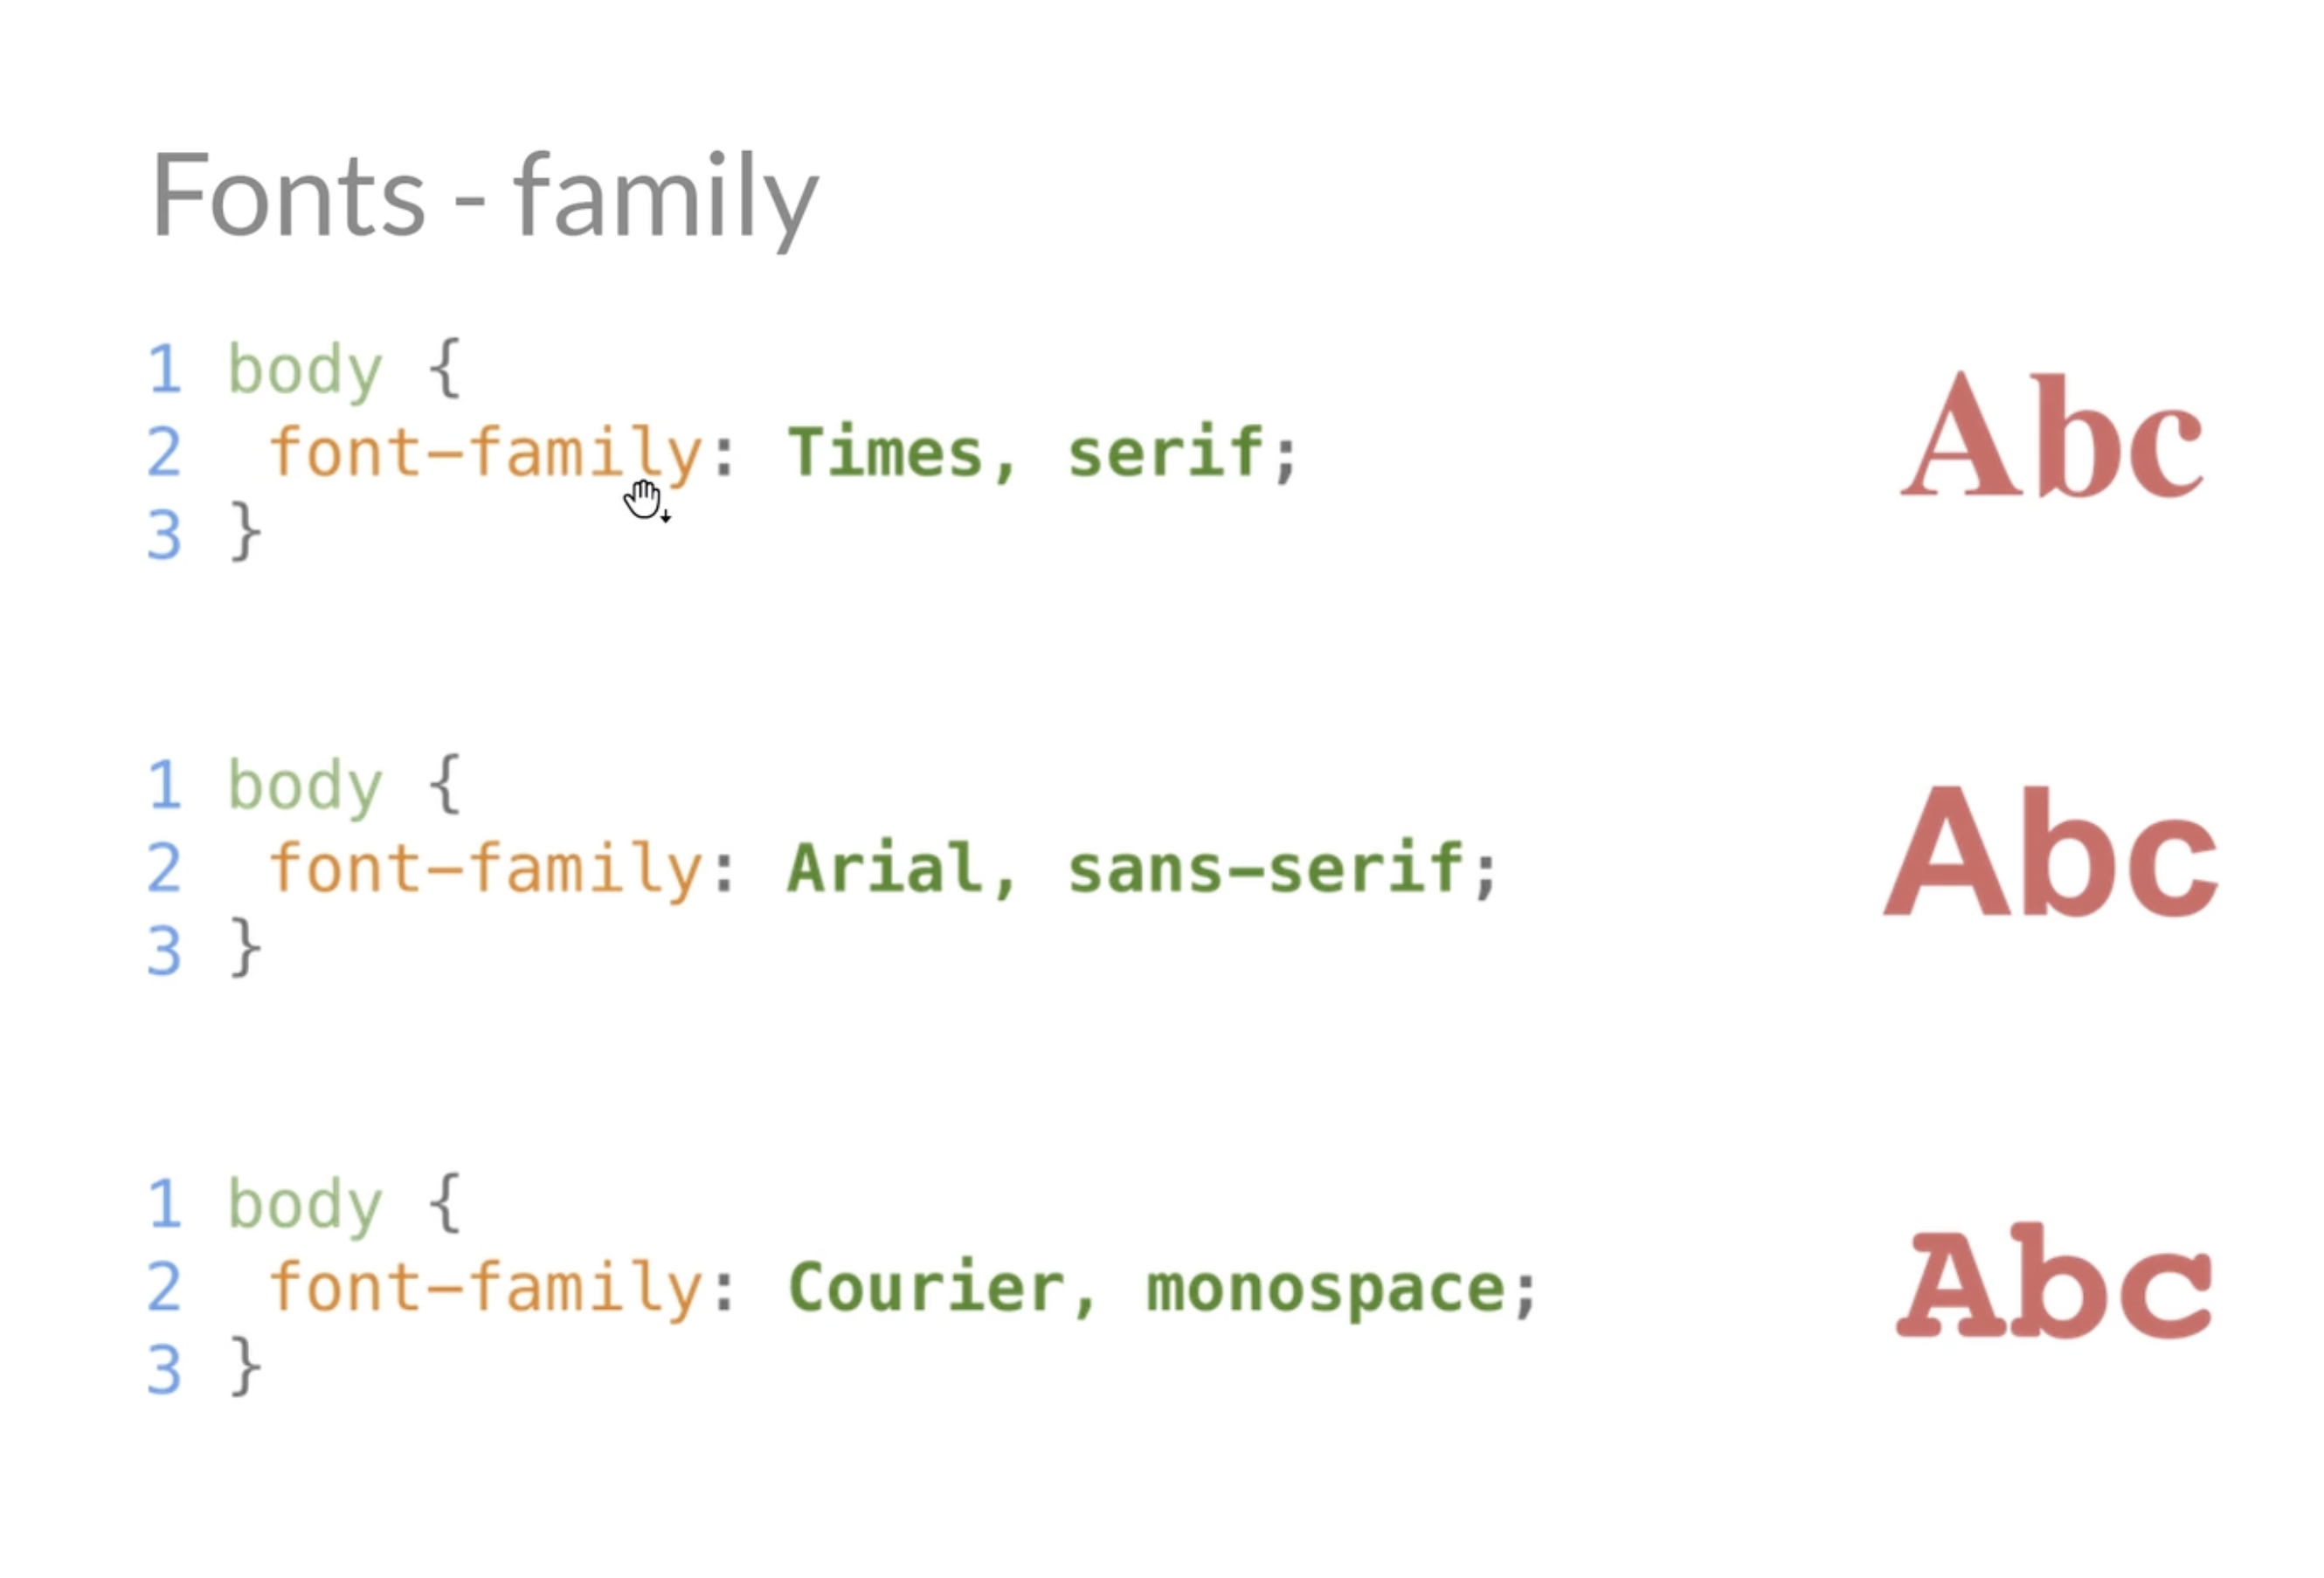 Fonts - family
1 body {
2  font-family: Times, serif;
3 }
Abc
1 body {
2  font-family: Arial, sans-serif;
3 }
Abc
1 body {
2  font-family: Courier, monospace;
3 }
Abc